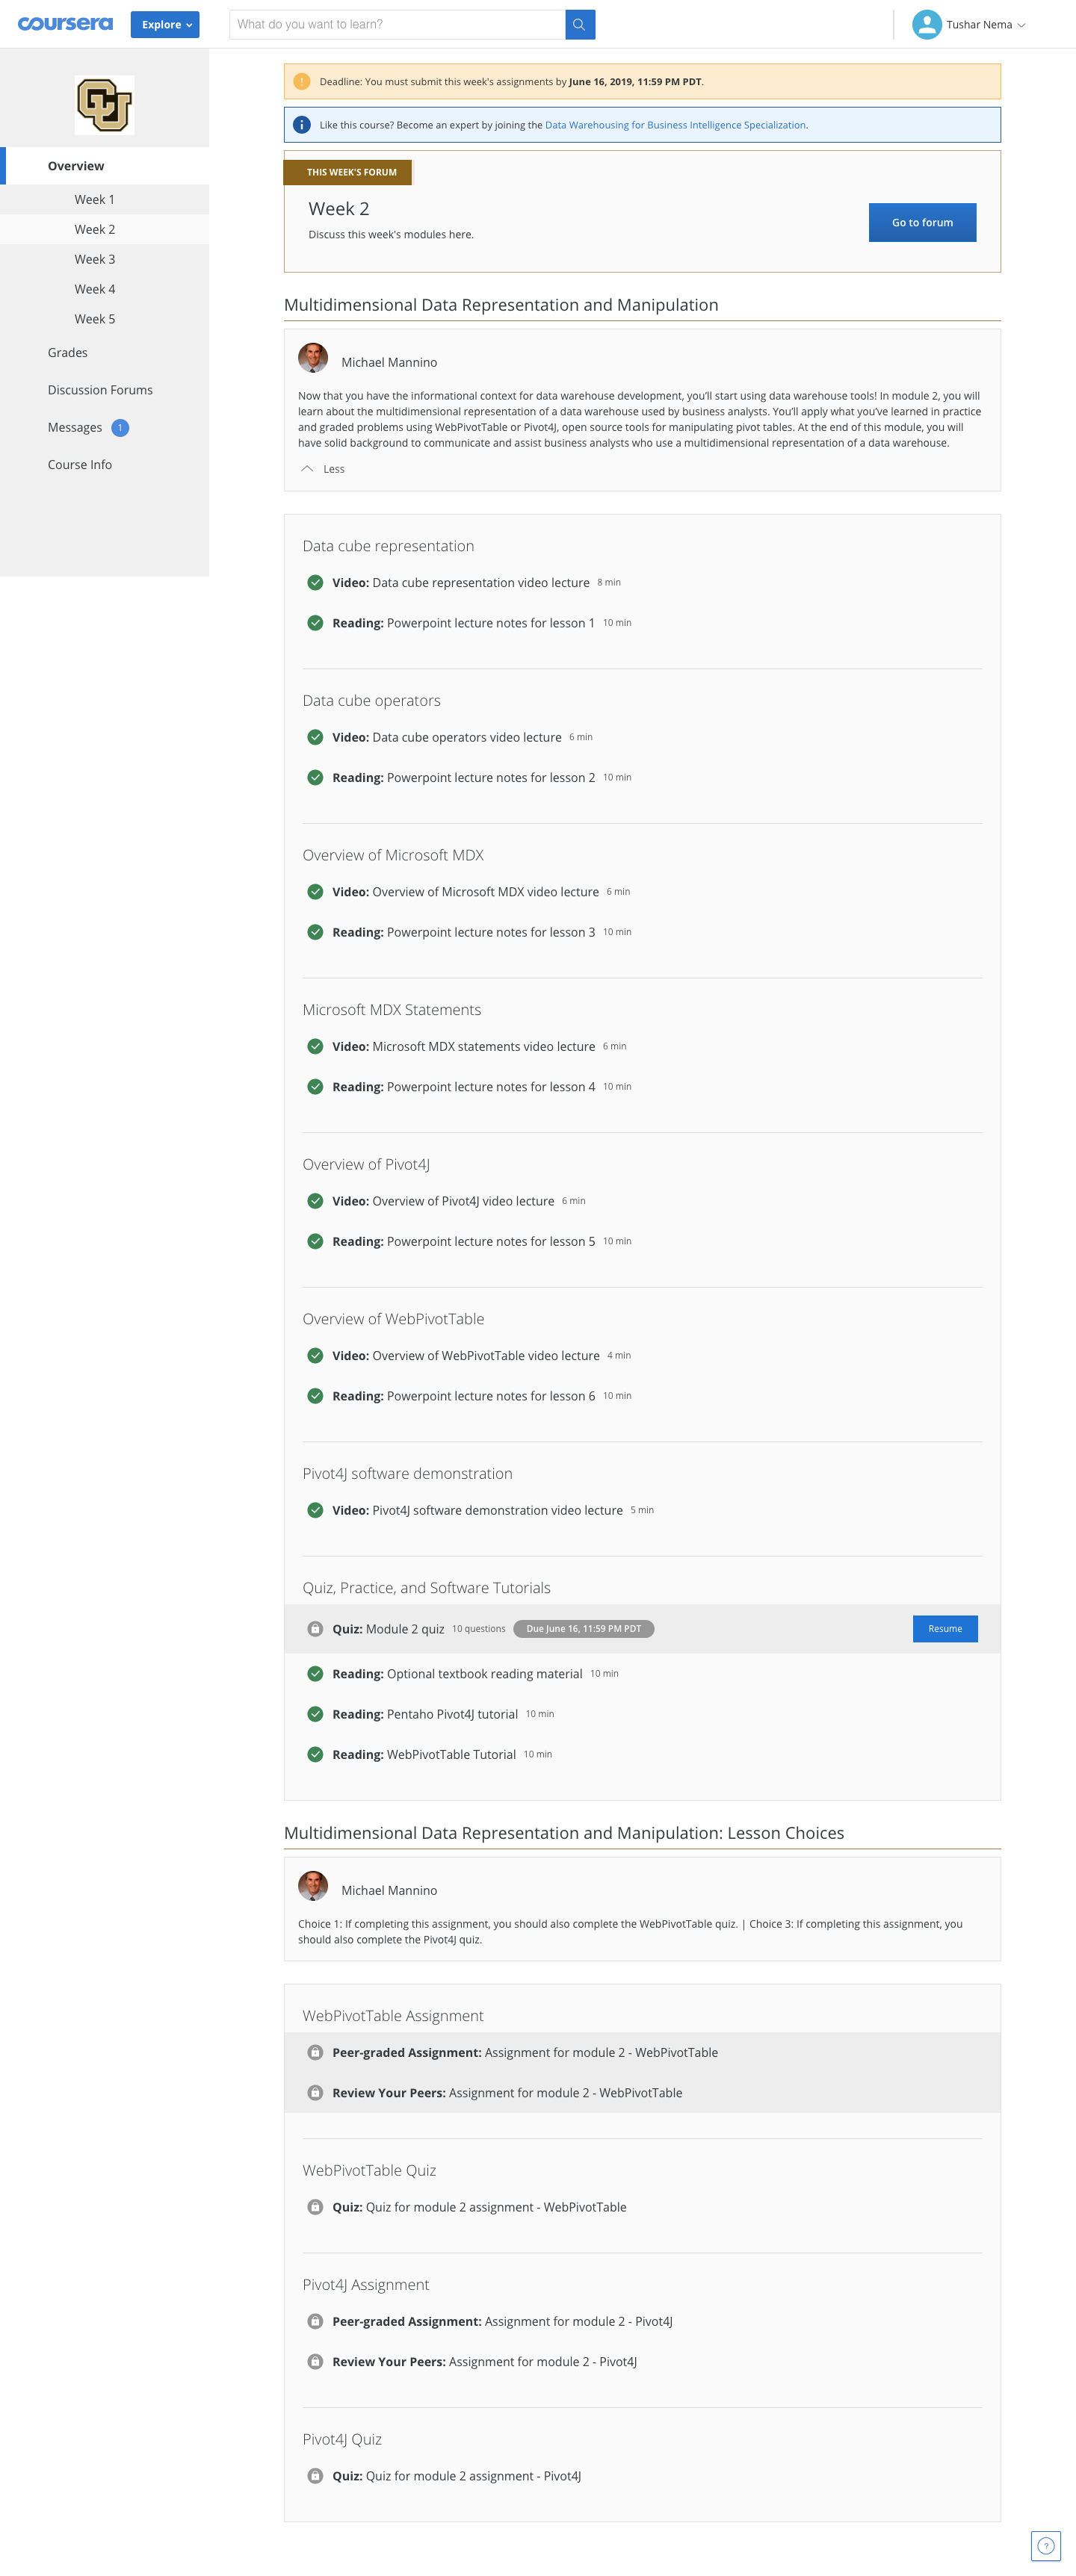 coursera
Explore
What do you want to learn?
Tushar Nema
Overview
Week 1
Week 2
Week 3
Week 4
Week 5
Grades
Discussion Forums
Messages 1
Course Info
Deadline: You must submit this week's assignments by June 16, 2019, 11:59 PM PDT.
Like this course? Become an expert by joining the Data Warehousing for Business Intelligence Specialization.
THIS WEEK'S FORUM
Week 2
Discuss this week's modules here.
Go to forum
Multidimensional Data Representation and Manipulation
Michael Mannino
Now that you have the informational context for data warehouse development, you’ll start using data warehouse tools! In module 2, you will
learn about the multidimensional representation of a data warehouse used by business analysts. You’ll apply what you’ve learned in practice
and graded problems using WebPivotTable or Pivot4J, open source tools for manipulating pivot tables. At the end of this module, you will
have solid background to communicate and assist business analysts who use a multidimensional representation of a data warehouse.
Less
Data cube representation
Video: Data cube representation video lecture 8 min
Reading: Powerpoint lecture notes for lesson 1 10 min
Data cube operators
Video: Data cube operators video lecture 6 min
Reading: Powerpoint lecture notes for lesson 2 10 min
Overview of Microsoft MDX
Video: Overview of Microsoft MDX video lecture 6 min
Reading: Powerpoint lecture notes for lesson 3 10 min
Microsoft MDX Statements
Video: Microsoft MDX statements video lecture 6 min
Reading: Powerpoint lecture notes for lesson 4 10 min
Overview of Pivot4J
Video: Overview of Pivot4J video lecture 6 min
Reading: Powerpoint lecture notes for lesson 5 10 min
Overview of WebPivotTable
Video: Overview of WebPivotTable video lecture 4 min
Reading: Powerpoint lecture notes for lesson 6 10 min
Pivot4J software demonstration
Video: Pivot4J software demonstration video lecture 5 min
Quiz, Practice, and Software Tutorials
Quiz: Module 2 quiz 10 questions Due June 16, 11:59 PM PDT Resume
Reading: Optional textbook reading material 10 min
Reading: Pentaho Pivot4J tutorial 10 min
Reading: WebPivotTable Tutorial 10 min
Multidimensional Data Representation and Manipulation: Lesson Choices
Michael Mannino
Choice 1: If completing this assignment, you should also complete the WebPivotTable quiz. | Choice 3: If completing this assignment, you
should also complete the Pivot4J quiz.
WebPivotTable Assignment
Peer-graded Assignment: Assignment for module 2 - WebPivotTable
Review Your Peers: Assignment for module 2 - WebPivotTable
WebPivotTable Quiz
Quiz: Quiz for module 2 assignment - WebPivotTable
Pivot4J Assignment
Peer-graded Assignment: Assignment for module 2 - Pivot4J
Review Your Peers: Assignment for module 2 - Pivot4J
Pivot4J Quiz
Quiz: Quiz for module 2 assignment - Pivot4J